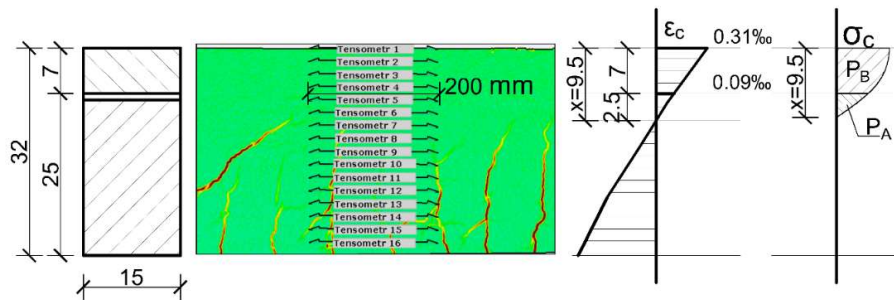 32
7
25
15
Tensometr 1
Tensometr 2
Tensometr 3
Tensometr 4
Tensometr 5
Tensometr 6
Tensometr 7
Tensometr 8
Tensometr 9
Tensometr 10
Tensometr 11
Tensometr 12
Tensometr 13
Tensometr 14
Tensometr 15
Tensometr 16
200 mm
εc
0.31‰
0.09‰
x=9.5
7
2.5
σc
x=9.5
PB
PA